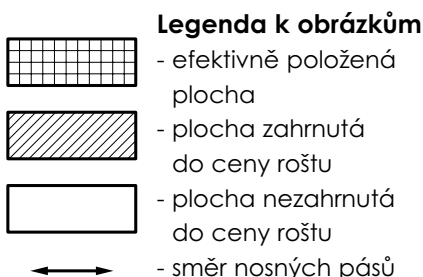 Legenda k obrázkům
- efektivně položená
plocha
- plocha zahrnutá
do ceny roštu
- plocha nezahrnutá
do ceny roštu
- směr nosných pásů